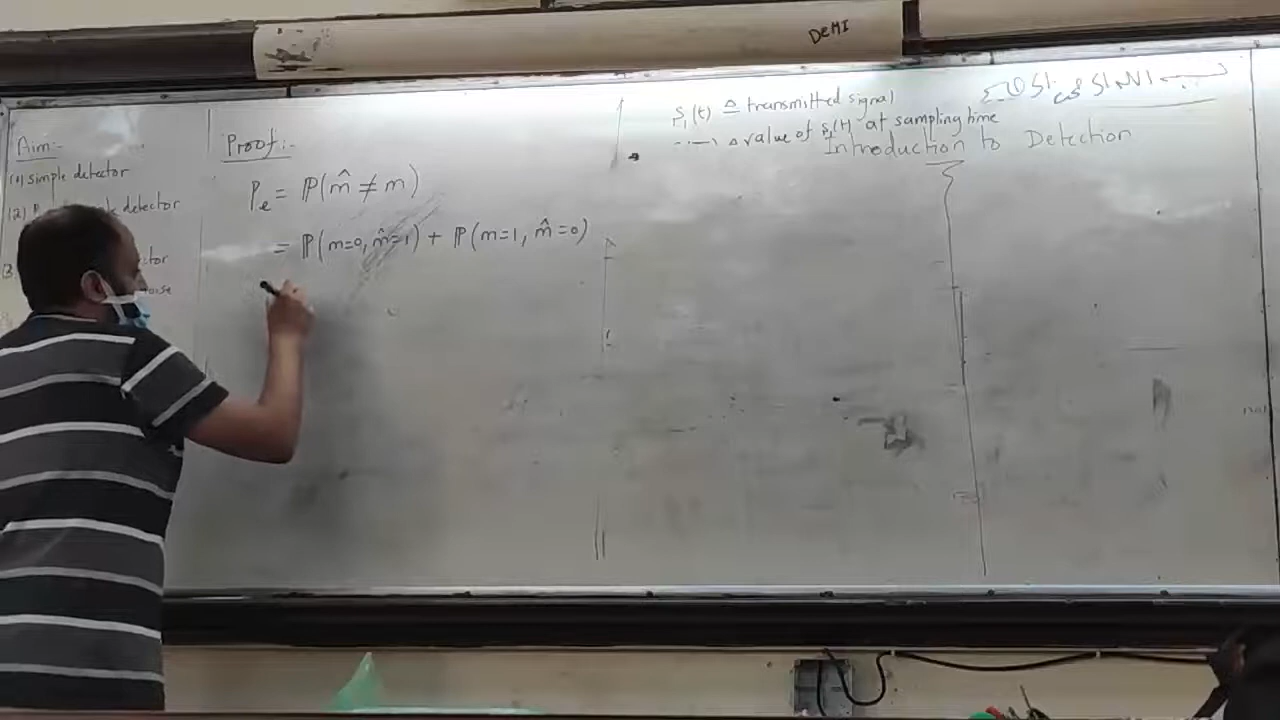 DEMI
Aim:-
(1) simple detector
(2) detector
Proof:-
Pₑ = ℙ(m̂ ≠ m)
= ℙ(m=0, m̂=1) + ℙ(m=1, m̂=0)
S₁(t) ≜ transmitted signal
≜ value of S₁(t) at sampling time
Introduction to Detection